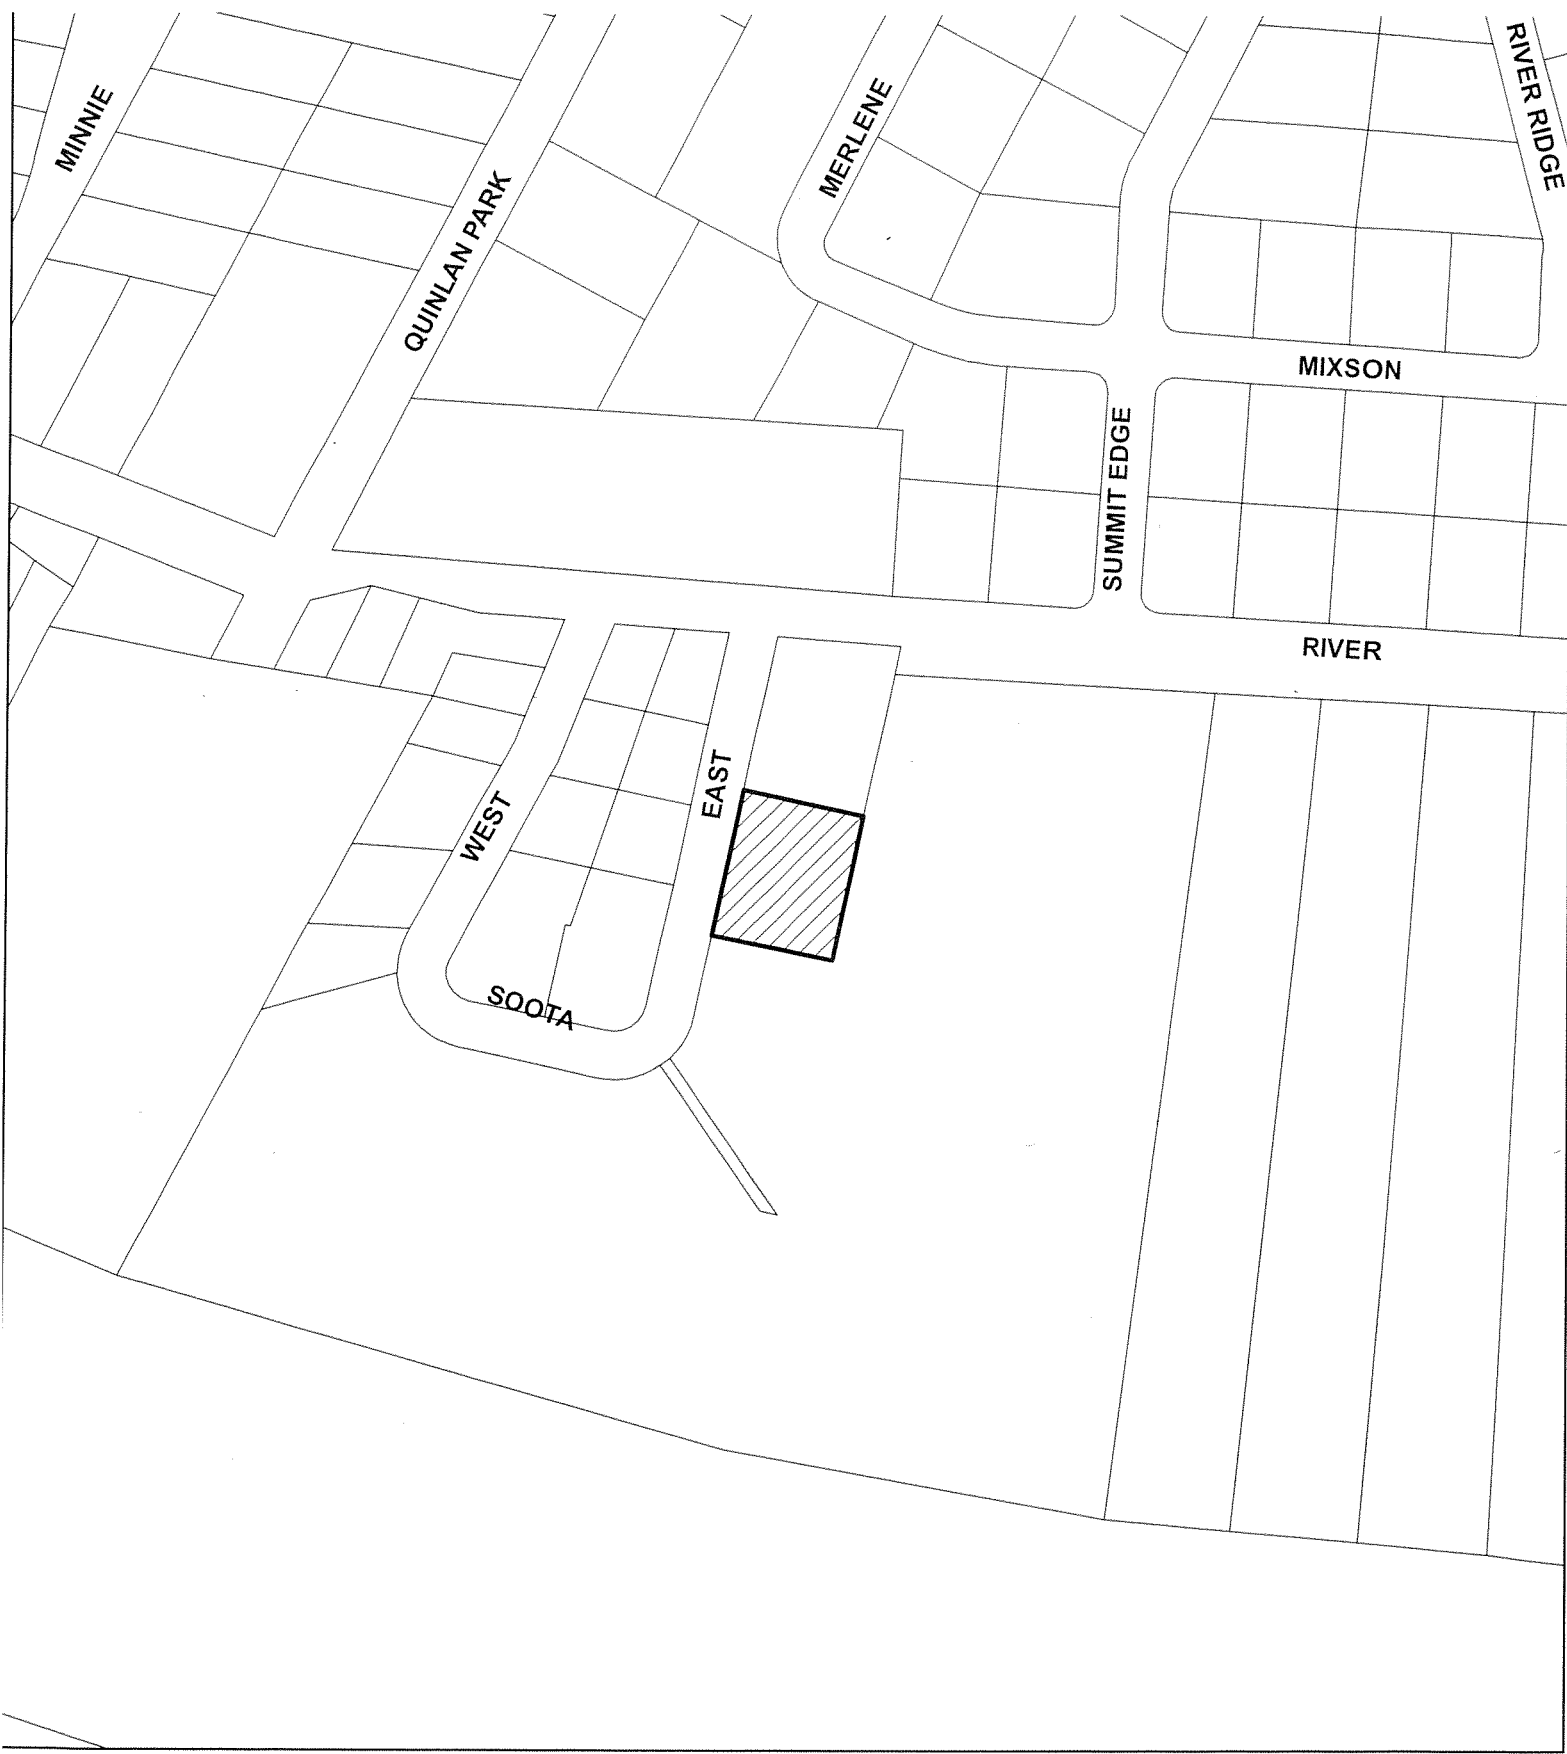 RIVER RIDGE
MINNIE
MERLENE
QUINLAN PARK
MIXSON
SUMMIT EDGE
RIVER
EAST
WEST
SOOTA